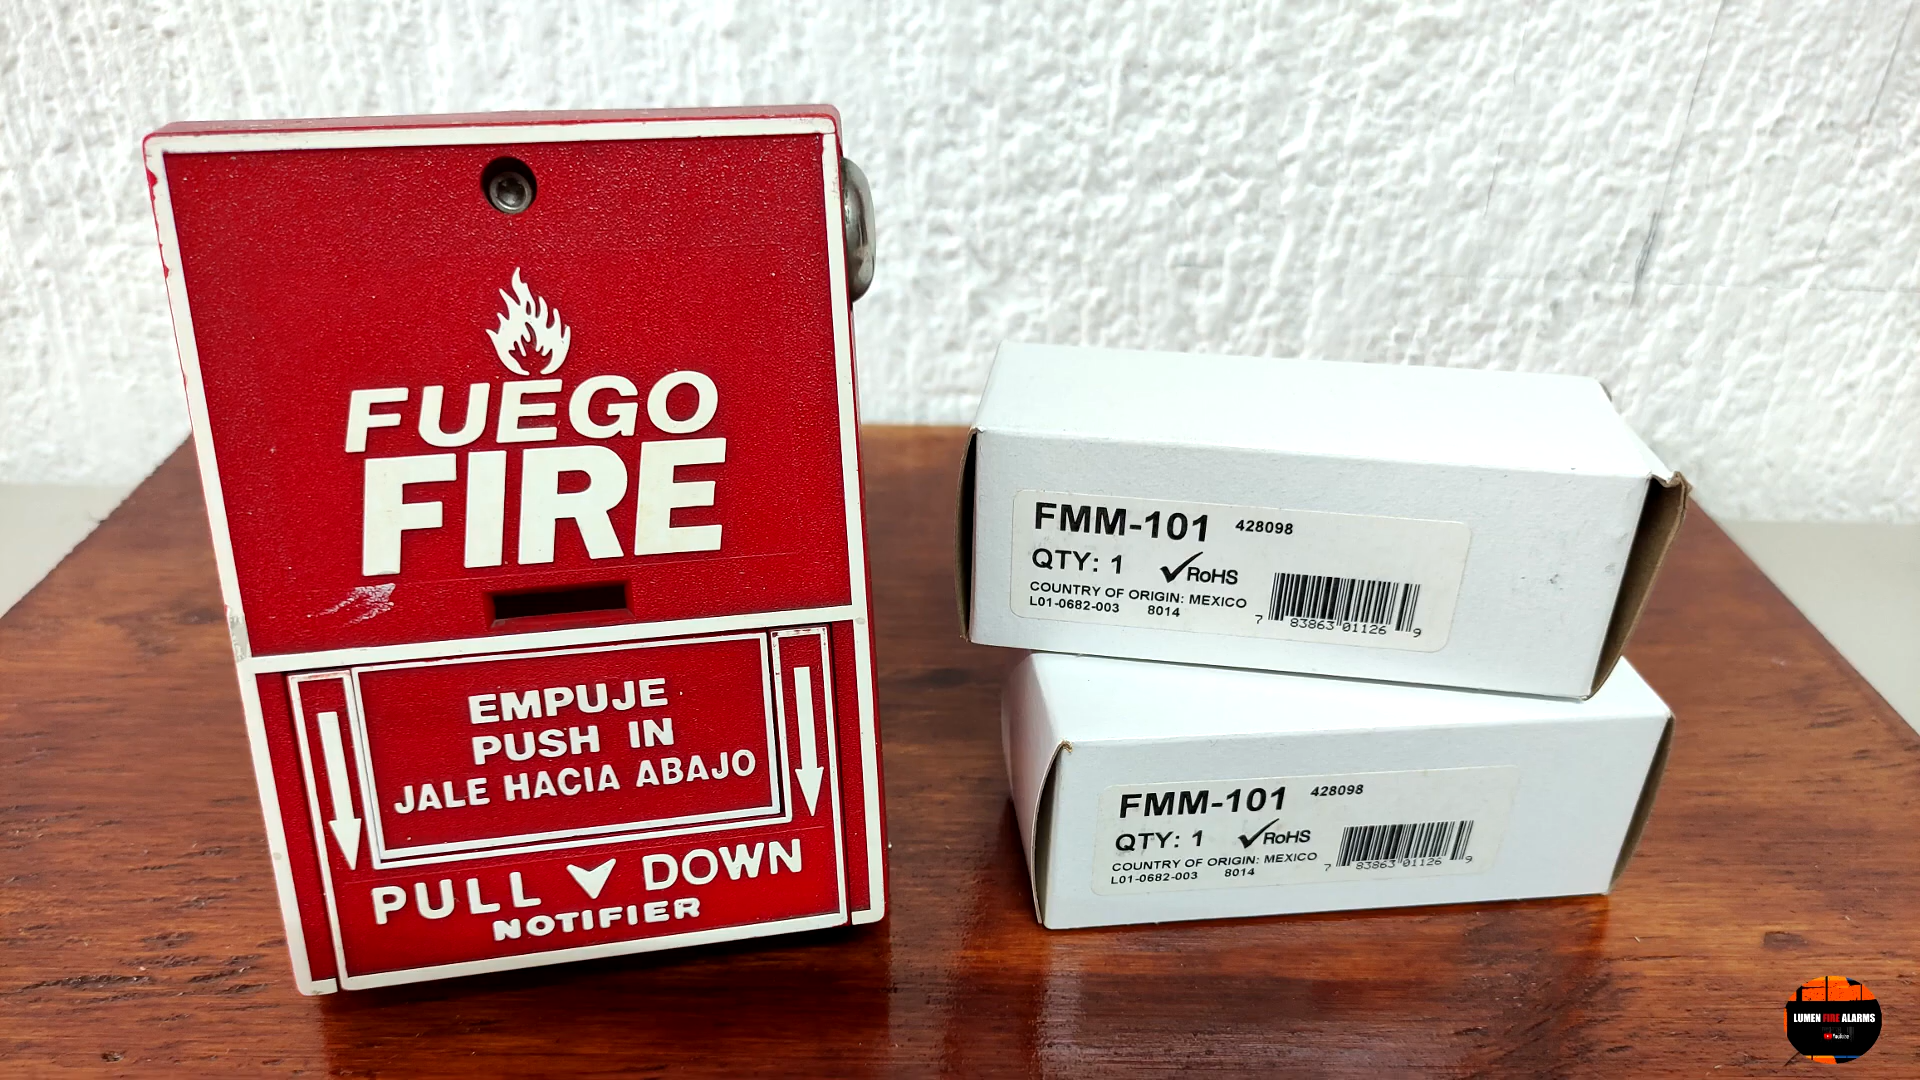 FUEGO
FIRE
EMPUJE
PUSH IN
JALE HACIA ABAJO
PULL DOWN
NOTIFIER
FMM-101 428098
QTY: 1 RoHS
COUNTRY OF ORIGIN: MEXICO
L01-0682-003 8014
7 83863 01126 9
FMM-101 428098
QTY: 1 RoHS
COUNTRY OF ORIGIN: MEXICO
L01-0682-003 8014
7 83863 01126 9
LUMEN FIRE ALARMS
YouTube